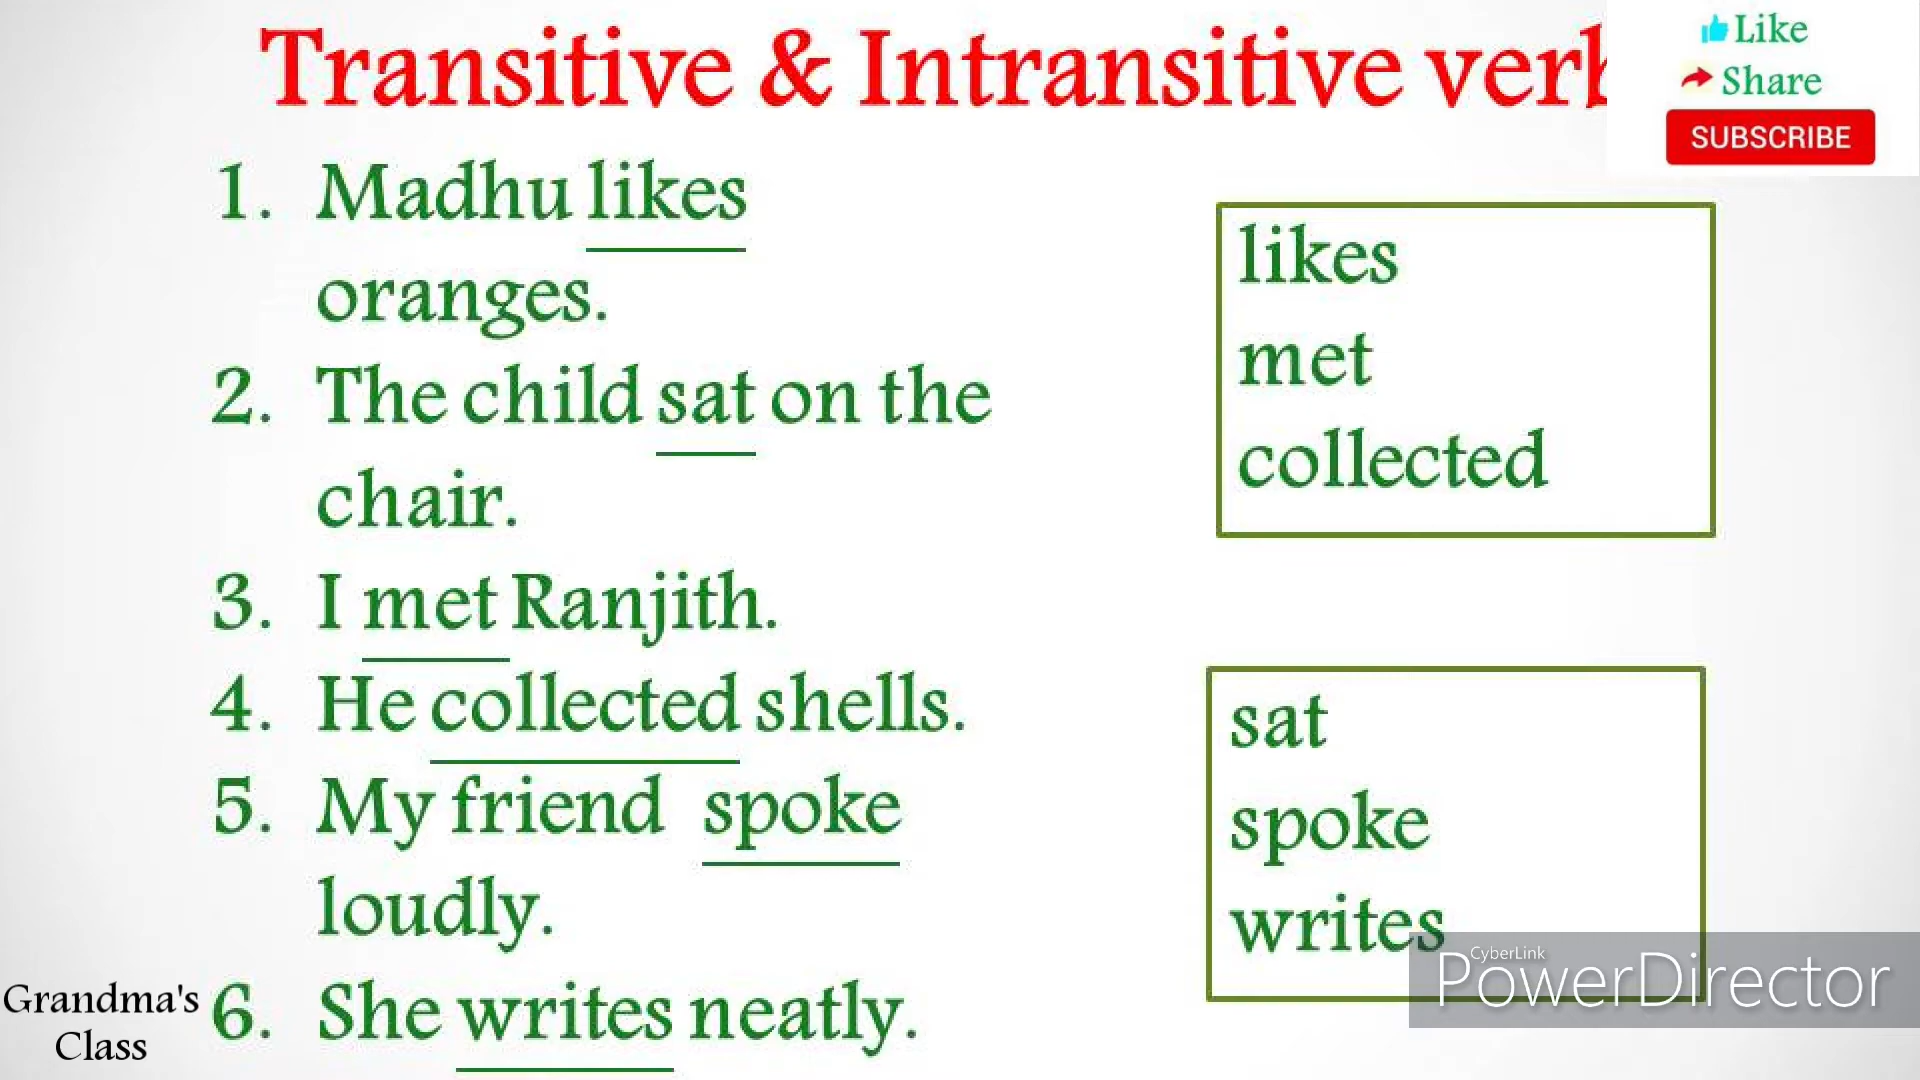 Transitive & Intransitive verb
Like
Share
SUBSCRIBE
1. Madhu likes
oranges.
2. The child sat on the
chair.
3. I met Ranjith.
4. He collected shells.
5. My friend spoke
loudly.
6. She writes neatly.
likes
met
collected
sat
spoke
writes
Grandma's
Class
CyberLink
PowerDirector